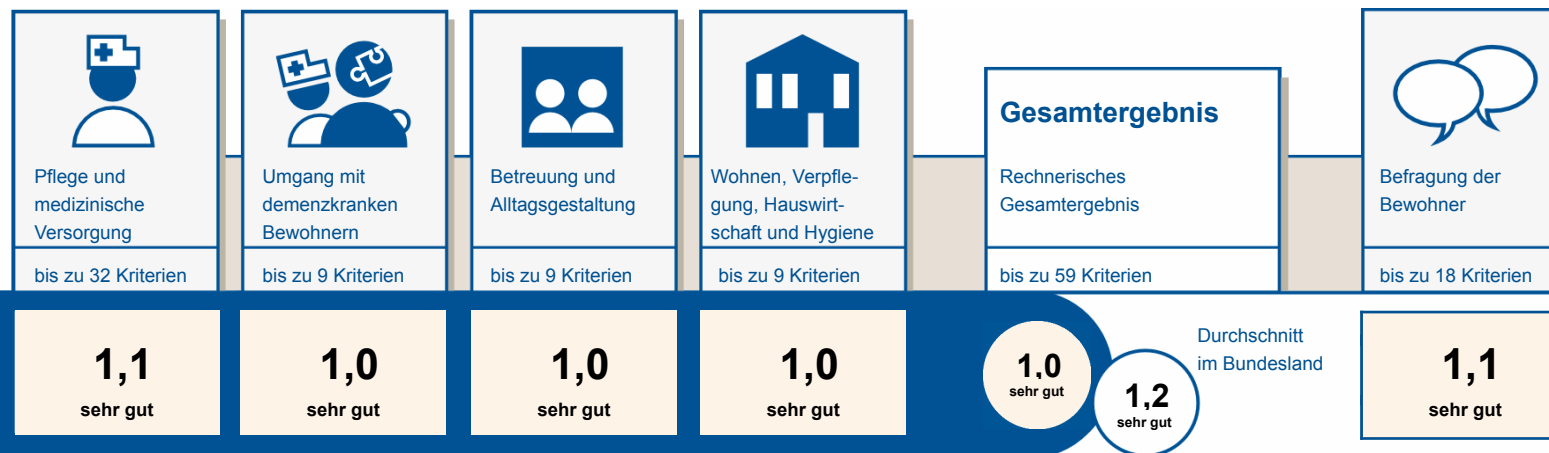 Pflege und
medizinische
Versorgung
bis zu 32 Kriterien
1,1
sehr gut
Umgang mit
demenzkranken
Bewohnern
bis zu 9 Kriterien
1,0
sehr gut
Betreuung und
Alltagsgestaltung
bis zu 9 Kriterien
1,0
sehr gut
Wohnen, Verpfle-
gung, Hauswirt-
schaft und Hygiene
bis zu 9 Kriterien
1,0
sehr gut
Gesamtergebnis
Rechnerisches
Gesamtergebnis
bis zu 59 Kriterien
1,0
sehr gut
1,2
sehr gut
Durchschnitt
im Bundesland
Befragung der
Bewohner
bis zu 18 Kriterien
1,1
sehr gut